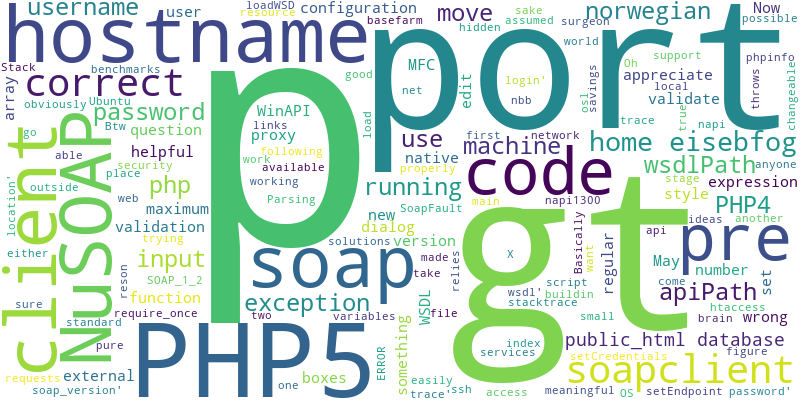 username
loadWSD
resource
user
configuration
basefarm
hidden
move
sake
assumed
norwegian
surgeon
possible
Now
world
hostname
p
port
Stack
correct
benchmarks
array
obviously
Ubuntu
password
Btw
question
go
able
helpful
WinAPI
proxy
links
good
load
MFC
net
edit
login'
nbb
osl
savings
Oh
support
appreciate
validate
local
true
trace
napi
phpinfo
throws
changeable
anyone
client
NuSOAP
outside
place
security
web
php
maximum
validation
trying
work
following
available
working
Parsing
running
native
properly
SoapFault
use
machine
first
network
main
napi1300
code
home eisebfog
wsdlPath
stage
style
expression
PHP4
another
ideas
location'
either
input
reson
SOAP_1_2
function
sure
standard
require_once
external
soap_version'
soap
new
dialog
version
solutions
made
exception
take
relies
two
variables
file
WSDL
gt
X
wsdl'
stacktrace
Basically
want
script
buildin
regular
May
number
api
come
set
pre
apiPath
htaccess
brain
wrong
small
public_html database
PHP5
pure
requests
one
boxes
ERROR
something
easily
trace'
ssh
index
services
access
setCredentials
figure
soapclient
meaningful
OS
setEndpoint
password'